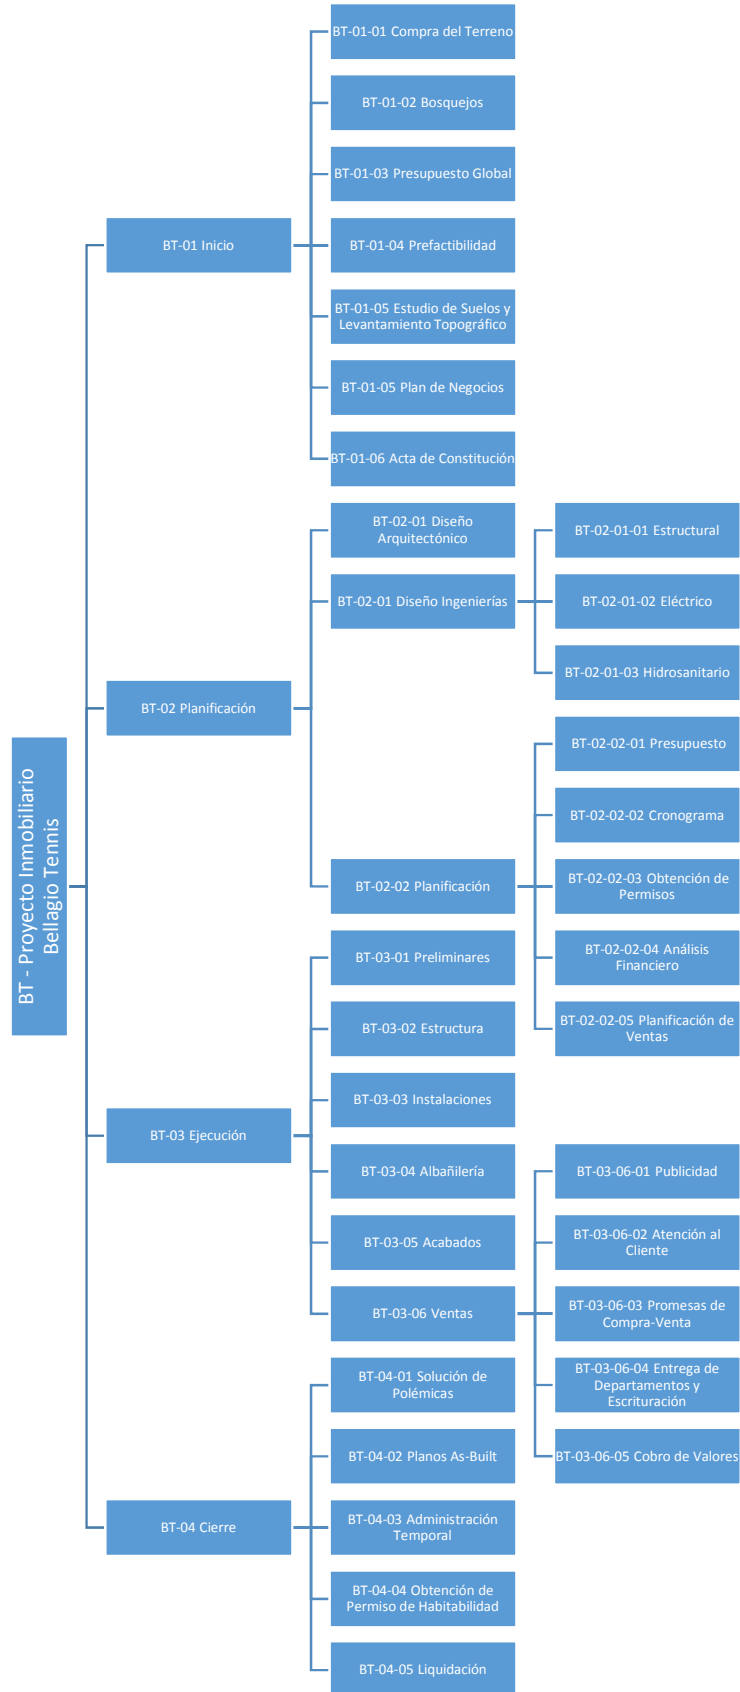 BT - Proyecto Inmobiliario
Bellagio Tennis
BT-01 Inicio
BT-01-01 Compra del Terreno
BT-01-02 Bosquejos
BT-01-03 Presupuesto Global
BT-01-04 Prefactibilidad
BT-01-05 Estudio de Suelos y
Levantamiento Topográfico
BT-01-05 Plan de Negocios
BT-01-06 Acta de Constitución
BT-02 Planificación
BT-02-01 Diseño
Arquitectónico
BT-02-01 Diseño Ingenierías
BT-02-01-01 Estructural
BT-02-01-02 Eléctrico
BT-02-01-03 Hidrosanitario
BT-02-02 Planificación
BT-02-02-01 Presupuesto
BT-02-02-02 Cronograma
BT-02-02-03 Obtención de
Permisos
BT-02-02-04 Análisis
Financiero
BT-02-02-05 Planificación de
Ventas
BT-03 Ejecución
BT-03-01 Preliminares
BT-03-02 Estructura
BT-03-03 Instalaciones
BT-03-04 Albañilería
BT-03-05 Acabados
BT-03-06 Ventas
BT-03-06-01 Publicidad
BT-03-06-02 Atención al
Cliente
BT-03-06-03 Promesas de
Compra-Venta
BT-03-06-04 Entrega de
Departamentos y
Escrituración
BT-03-06-05 Cobro de Valores
BT-04 Cierre
BT-04-01 Solución de
Polémicas
BT-04-02 Planos As-Built
BT-04-03 Administración
Temporal
BT-04-04 Obtención de
Permiso de Habitabilidad
BT-04-05 Liquidación